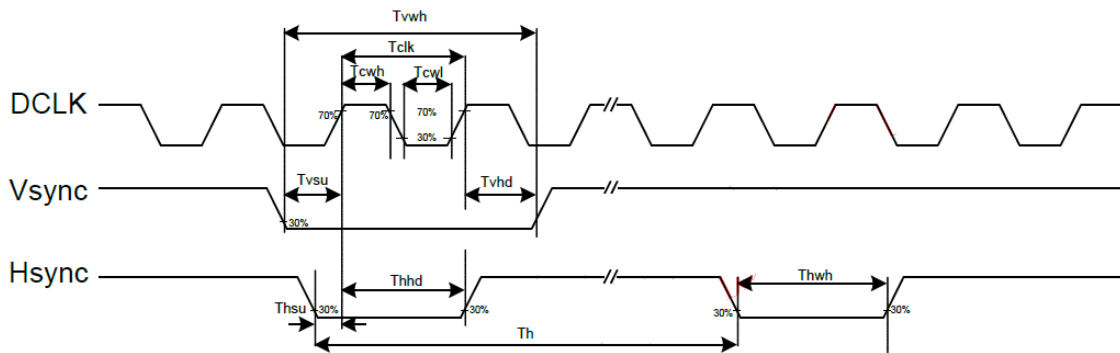 Tvwh
Tclk
Tcwh
Tcwl
DCLK
70%
70%
70%
30%
//
Vsync
Tvsu
Tvhd
30%
//
Hsync
Thsu
30%
Thhd
30%
//
30%
Thwh
30%
Th